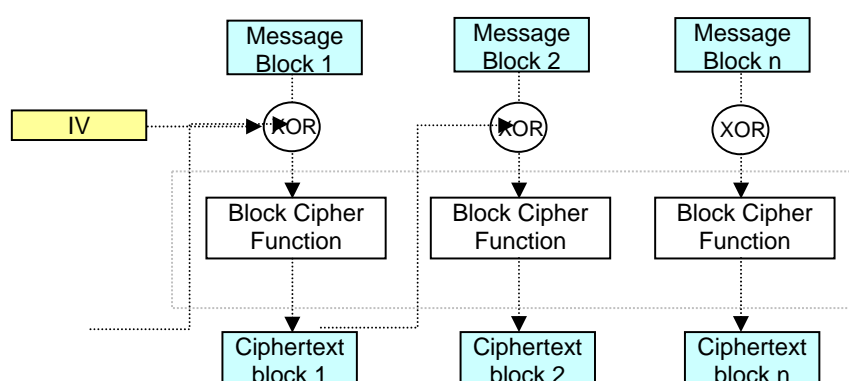 Message
Block 1
Message
Block 2
Message
Block n
IV
XOR
XOR
XOR
Block Cipher
Function
Block Cipher
Function
Block Cipher
Function
Ciphertext
block 1
Ciphertext
block 2
Ciphertext
block n